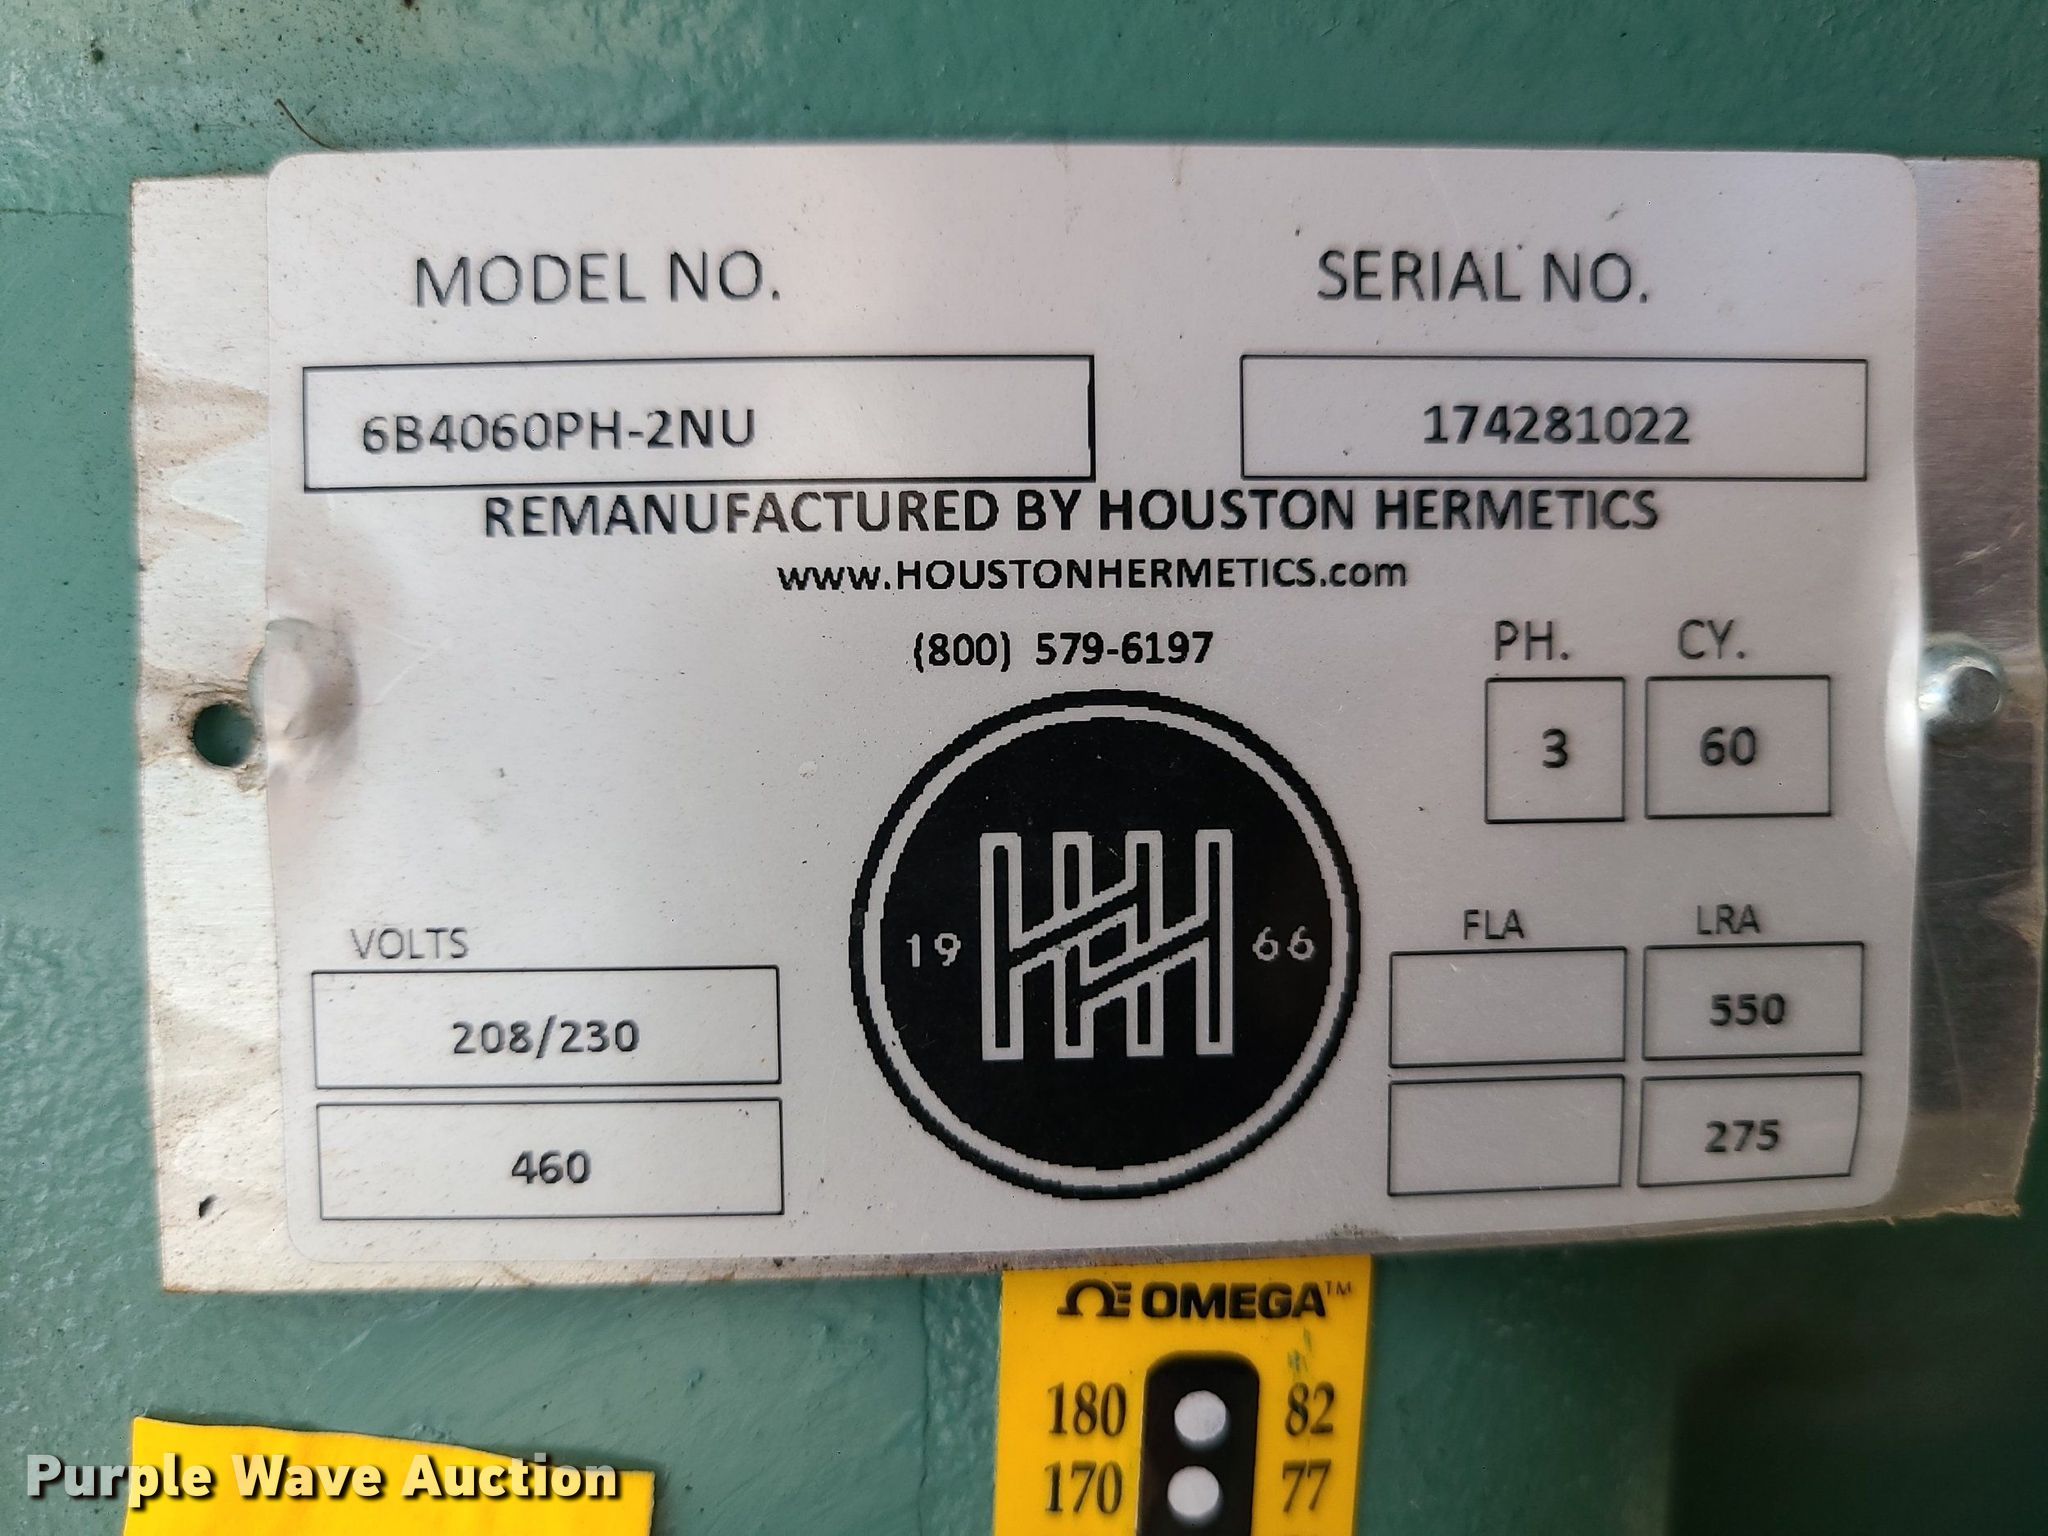 MODEL NO. SERIAL NO.
6B4060PH-2NU 174281022
REMANUFACTURED BY HOUSTON HERMETICS
www.HOUSTONHERMETICS.com
(800) 579-6197
PH. CY.
3 60
19 HH 66
VOLTS FLA LRA
208/230 550
460 275
OMEGA™
180 82
170 77
Purple Wave Auction